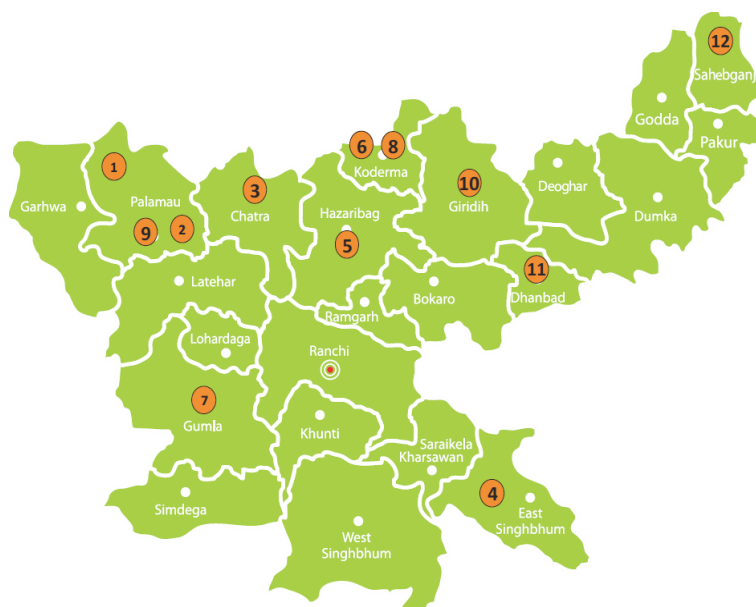 12
Sahebganj
Godda
Pakur
6
8
Koderma
1
3
10
Deoghar
Palamau
Chatra
Giridih
Garhwa
Hazaribag
Dumka
9
2
5
11
Latehar
Bokaro
Dhanbad
Ramgarh
Lohardaga
Ranchi
7
Gumla
Khunti
Saraikela
Kharsawan
4
Simdega
East
Singhbhum
West
Singhbhum